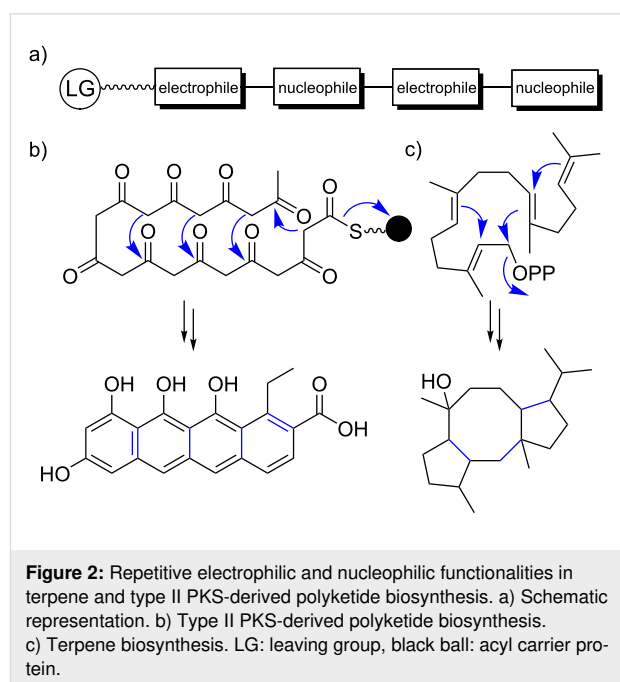 a)
LG electrophile nucleophile electrophile nucleophile
b)
c)
O O O O
O O O O S
O O
OPP
OH OH OH O
OH
HO
HO
Figure 2: Repetitive electrophilic and nucleophilic functionalities in
terpene and type II PKS-derived polyketide biosynthesis. a) Schematic
representation. b) Type II PKS-derived polyketide biosynthesis.
c) Terpene biosynthesis. LG: leaving group, black ball: acyl carrier pro-
tein.